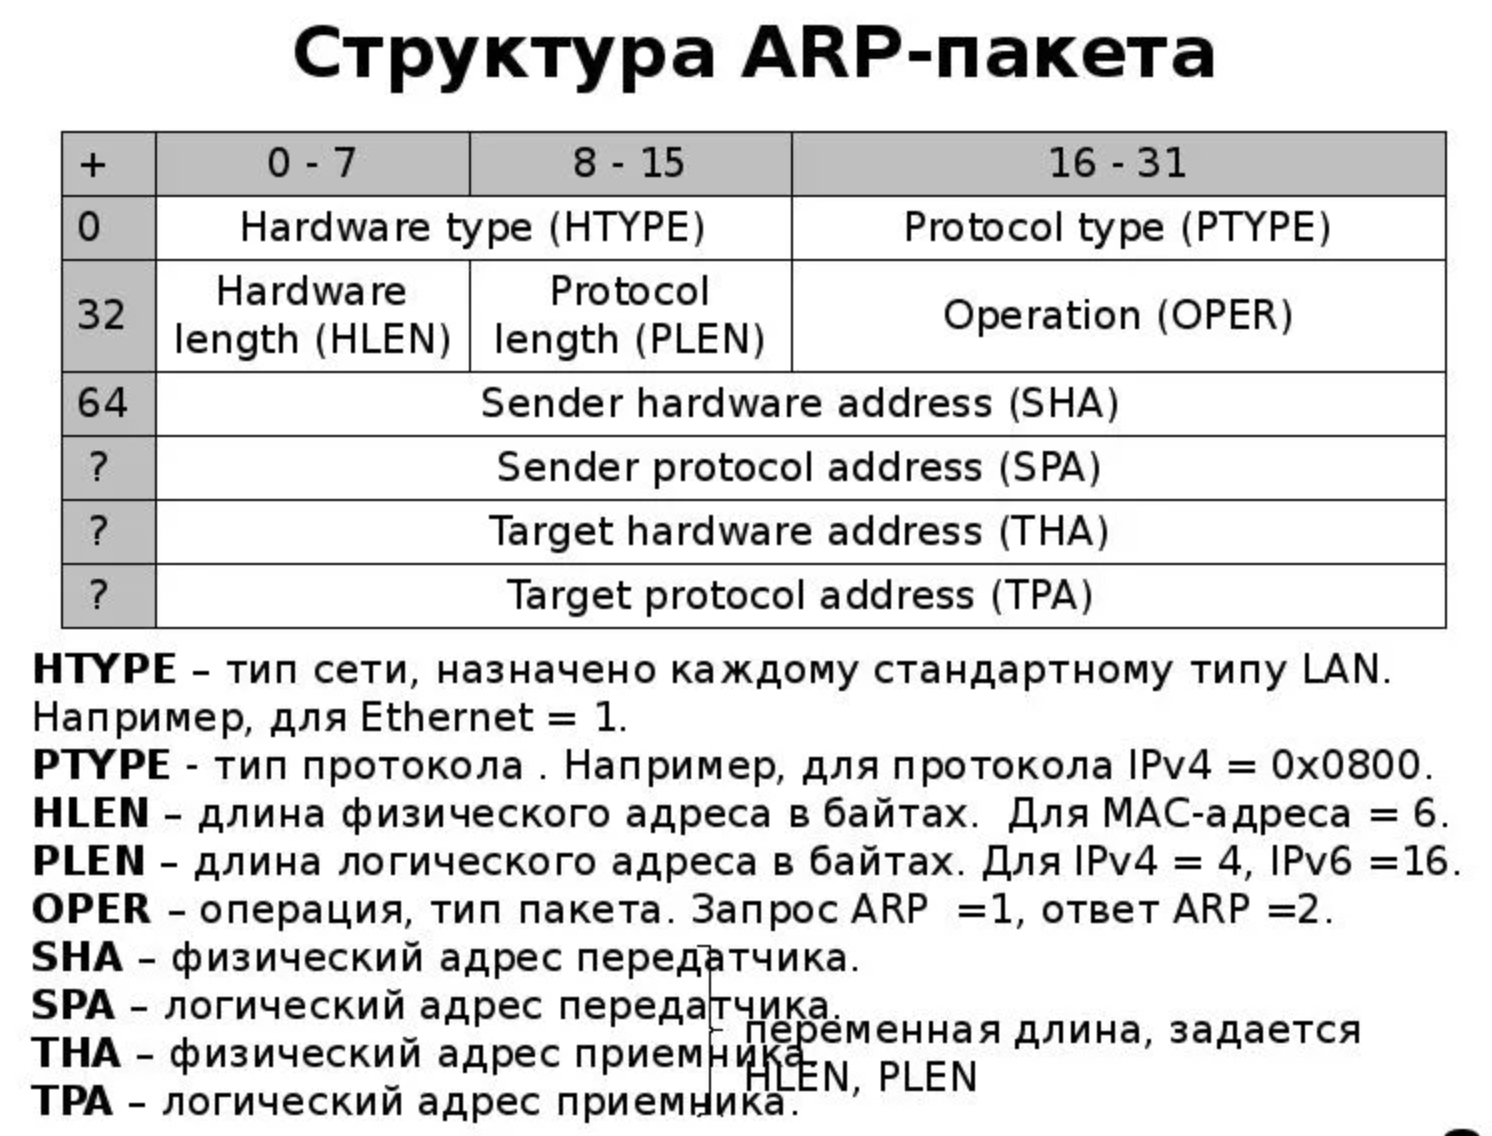 Структура ARP-пакета
+ 0 - 7 8 - 15 16 - 31
0 Hardware type (HTYPE) Protocol type (PTYPE)
32 Hardware length (HLEN) Protocol length (PLEN) Operation (OPER)
64 Sender hardware address (SHA)
? Sender protocol address (SPA)
? Target hardware address (THA)
? Target protocol address (TPA)
HTYPE – тип сети, назначено каждому стандартному типу LAN.
Например, для Ethernet = 1.
PTYPE - тип протокола . Например, для протокола IPv4 = 0x0800.
HLEN – длина физического адреса в байтах. Для MAC-адреса = 6.
PLEN – длина логического адреса в байтах. Для IPv4 = 4, IPv6 =16.
OPER – операция, тип пакета. Запрос ARP =1, ответ ARP =2.
SHA – физический адрес передатчика.
SPA – логический адрес передатчика.
THA – физический адрес приемника.
TPA – логический адрес приемника.
переменная длина, задается
HLEN, PLEN